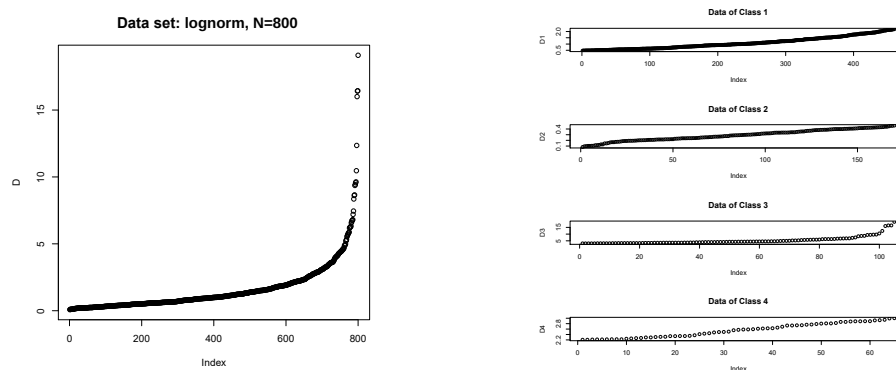 Data set: lognorm, N=800
D
15
10
5
0
0 200 400 600 800
Index
Data of Class 1
D1
2.0
0.5
0 100 200 300 400
Index
Data of Class 2
D2
0.4
0.1
0 50 100 150
Index
Data of Class 3
D3
15
5
0 20 40 60 80 100
Index
Data of Class 4
D4
2.8
2.2
0 10 20 30 40 50 60
Index